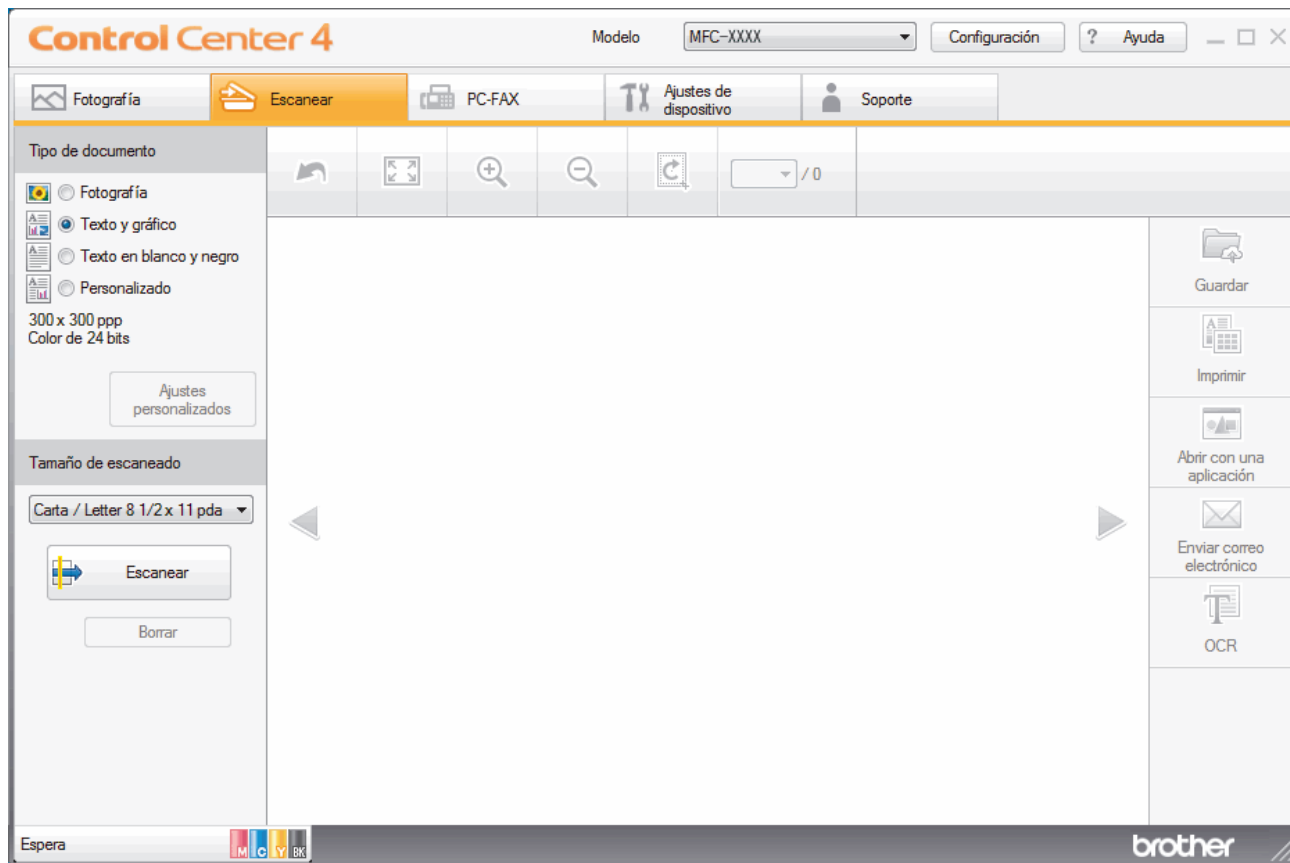 Control Center 4
Modelo
MFC-XXXX
Configuración
? Ayuda
Fotografía
Escanear
PC-FAX
Ajustes de
dispositivo
Soporte
Tipo de documento
Fotografía
Texto y gráfico
Texto en blanco y negro
Personalizado
300 x 300 ppp
Color de 24 bits
Ajustes
personalizados
Tamaño de escaneado
Carta / Letter 8 1/2 x 11 pda
Escanear
Borrar
/ 0
Guardar
Imprimir
Abrir con una
aplicación
Enviar correo
electrónico
OCR
Espera
M C Y BK
brother